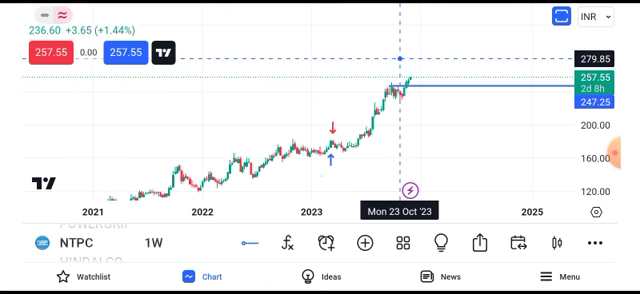 INR
236.60 +3.65 (+1.44%)
257.55
0.00
257.55
279.85
257.55
2d 8h
247.25
200.00
160.00
120.00
2021
2022
2023
Mon 23 Oct '23
2025
POWERGRID
NTPC
1W
HINDALCO
Watchlist
Chart
Ideas
News
Menu